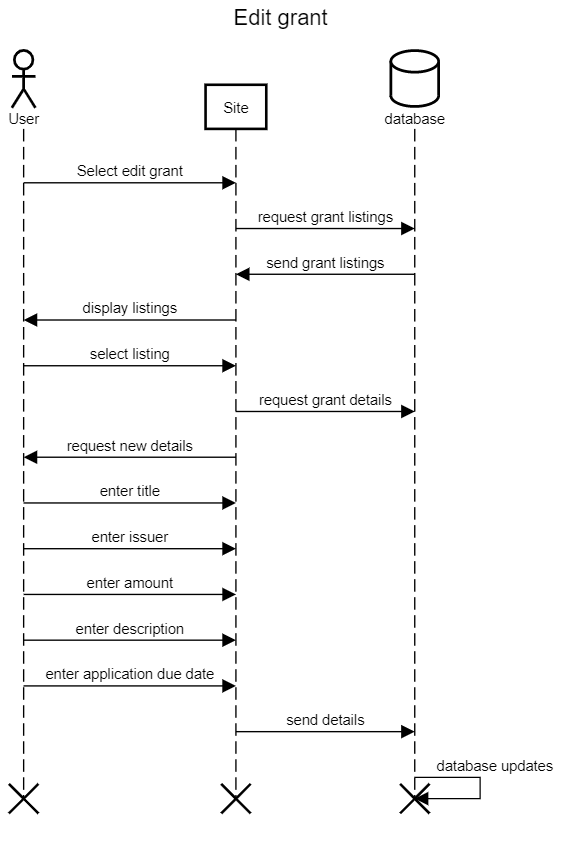 Edit grant
User
Site
database
Select edit grant
request grant listings
send grant listings
display listings
select listing
request grant details
request new details
enter title
enter issuer
enter amount
enter description
enter application due date
send details
database updates